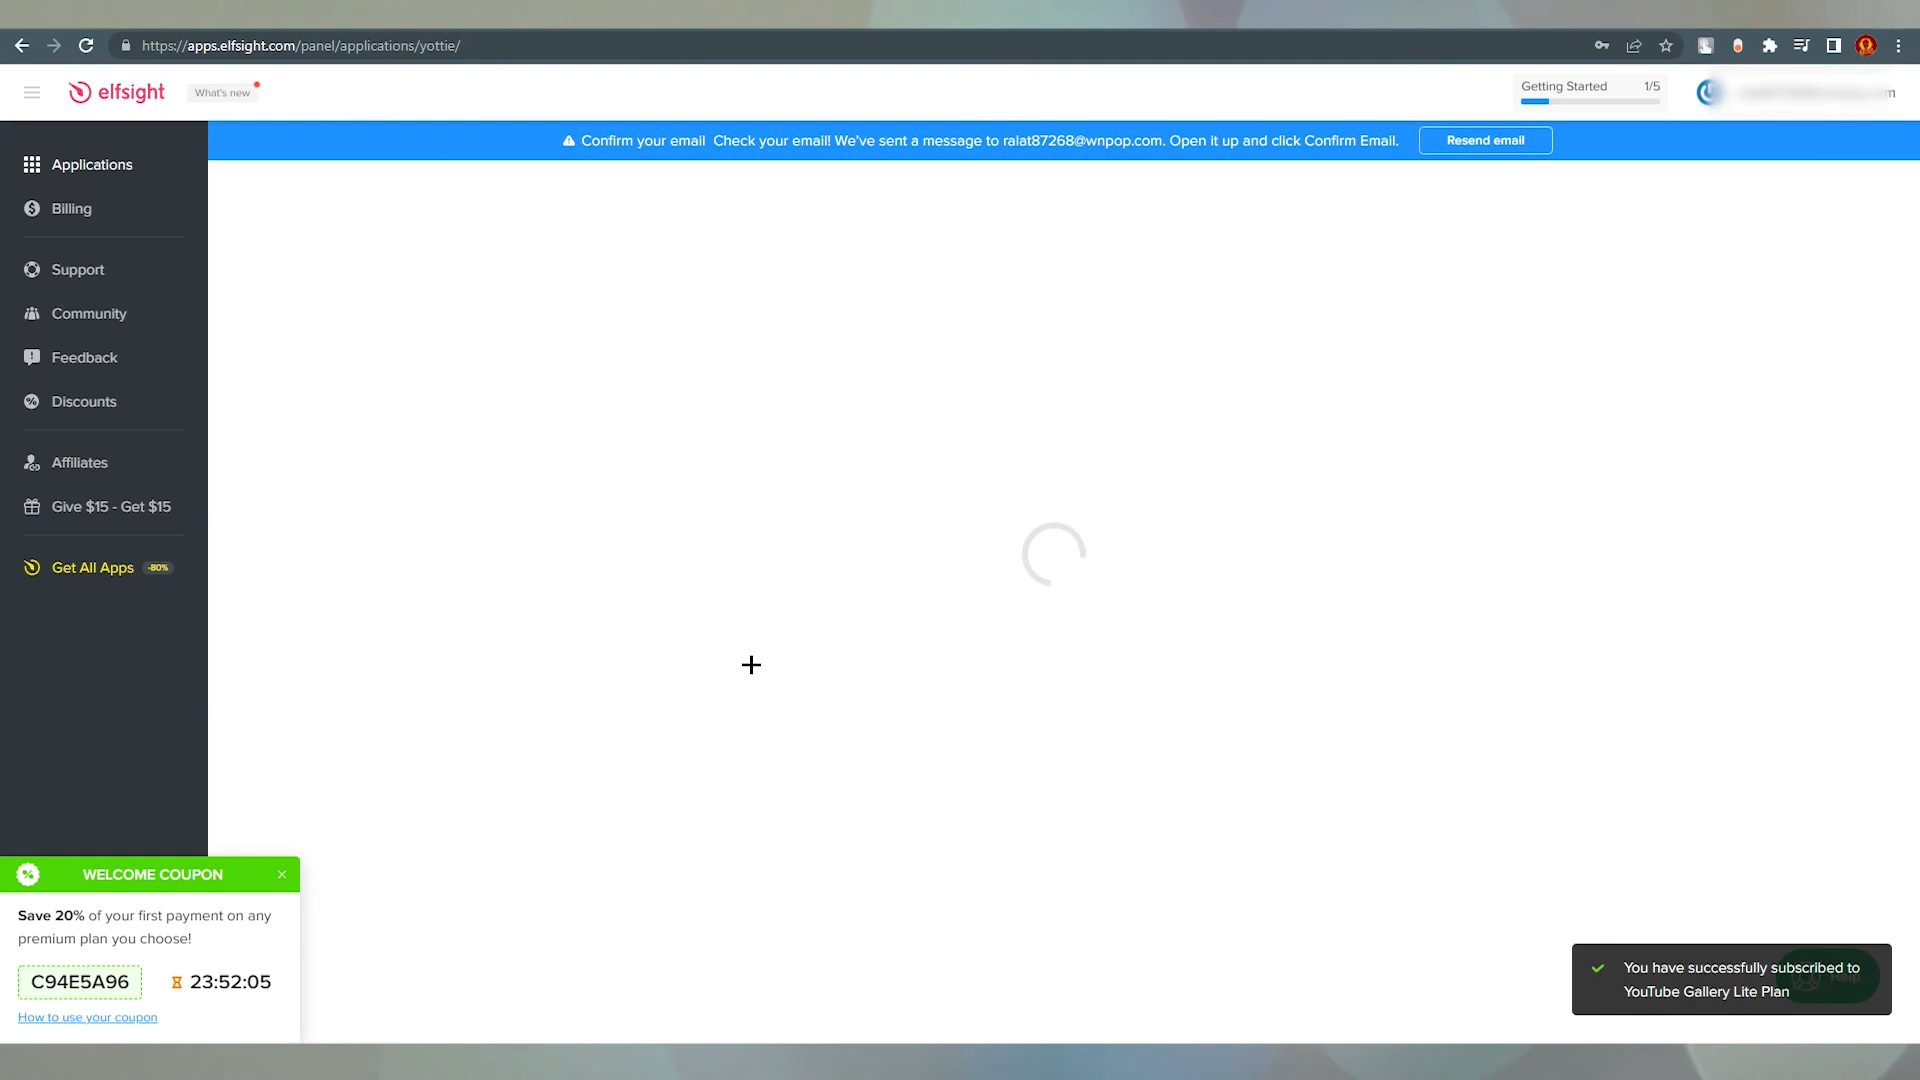 https://apps.elfsight.com/panel/applications/yottie/
elfsight
What's new
Getting Started 1/5
Confirm your email Check your email! We've sent a message to ralat87268@wnpop.com. Open it up and click Confirm Email.
Resend email
Applications
Billing
Support
Community
Feedback
Discounts
Affiliates
Give $15 - Get $15
Get All Apps -80%
WELCOME COUPON
Save 20% of your first payment on any
premium plan you choose!
C94E5A96 23:52:05
How to use your coupon
You have successfully subscribed to
YouTube Gallery Lite Plan
Help